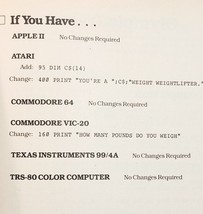 If You Have . . .
APPLE II No Changes Required
ATARI
Add: 95 DIM C$(14)
Change: 400 PRINT "YOU'RE A ";C$;"WEIGHT WEIGHTLIFTER."
COMMODORE 64 No Changes Required
COMMODORE VIC-20
Change: 160 PRINT "HOW MANY POUNDS DO YOU WEIGH"
TEXAS INSTRUMENTS 99/4A No Changes Required
TRS-80 COLOR COMPUTER No Changes Required